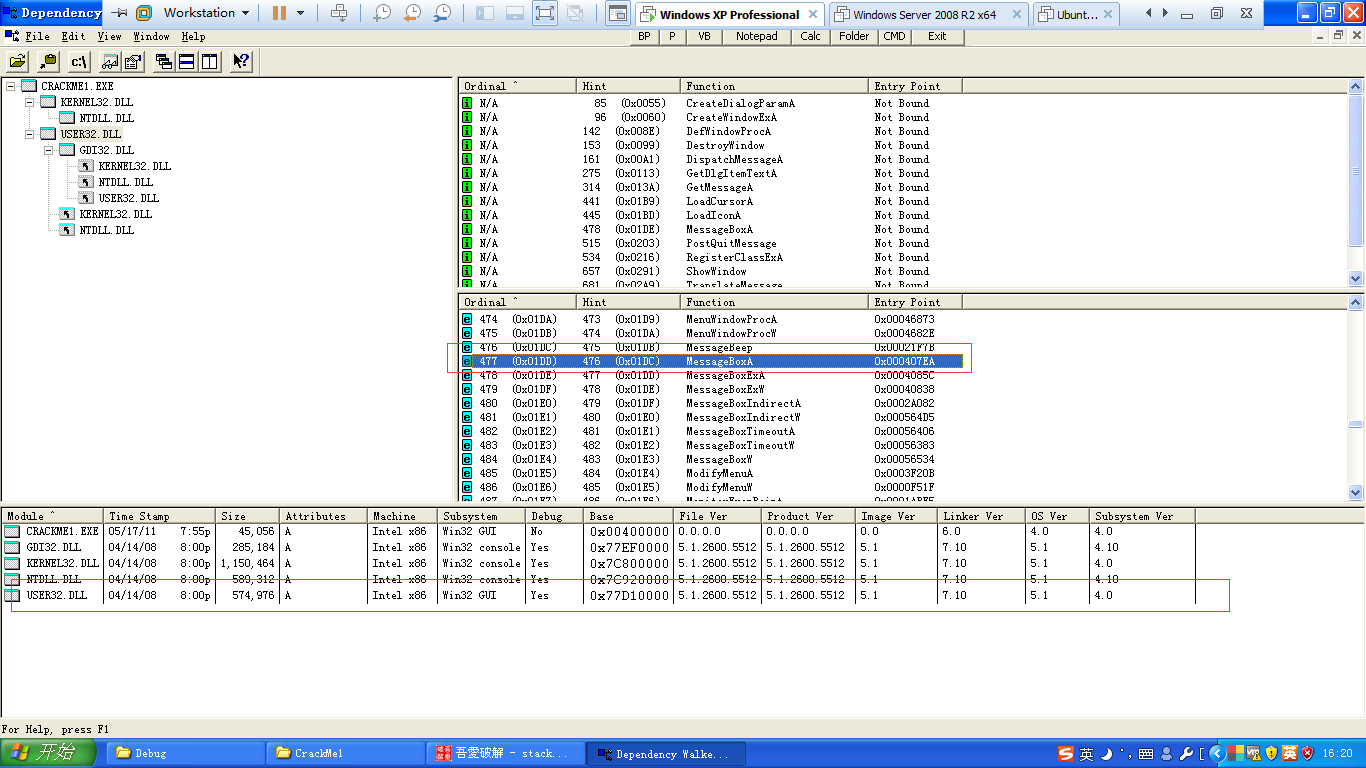 Dependency Workstation Windows XP Professional Windows Server 2008 R2 x64 Ubunt...
File Edit View Window Help BP P VB Notepad Calc Folder CMD Exit
c:\
CRACKME1.EXE
KERNEL32.DLL
NTDLL.DLL
USER32.DLL
GDI32.DLL
KERNEL32.DLL
NTDLL.DLL
USER32.DLL
KERNEL32.DLL
NTDLL.DLL
Ordinal ^ Hint Function Entry Point
N/A 85 (0x0055) CreateDialogParamA Not Bound
N/A 96 (0x0060) CreateWindowExA Not Bound
N/A 142 (0x008E) DefWindowProcA Not Bound
N/A 153 (0x0099) DestroyWindow Not Bound
N/A 161 (0x00A1) DispatchMessageA Not Bound
N/A 275 (0x0113) GetDlgItemTextA Not Bound
N/A 314 (0x013A) GetMessageA Not Bound
N/A 441 (0x01B9) LoadCursorA Not Bound
N/A 445 (0x01BD) LoadIconA Not Bound
N/A 478 (0x01DE) MessageBoxA Not Bound
N/A 515 (0x0203) PostQuitMessage Not Bound
N/A 534 (0x0216) RegisterClassExA Not Bound
N/A 657 (0x0291) ShowWindow Not Bound
N/A 681 (0x02A9) TranslateMessage Not Bound
Ordinal ^ Hint Function Entry Point
474 (0x01DA) 473 (0x01D9) MenuWindowProcA 0x00046873
475 (0x01DB) 474 (0x01DA) MenuWindowProcW 0x0004682E
476 (0x01DC) 475 (0x01DB) MessageBeep 0x00021F7B
477 (0x01DD) 476 (0x01DC) MessageBoxA 0x000407EA
478 (0x01DE) 477 (0x01DD) MessageBoxExA 0x0004085C
479 (0x01DF) 478 (0x01DE) MessageBoxExW 0x00040838
480 (0x01E0) 479 (0x01DF) MessageBoxIndirectA 0x0002A082
481 (0x01E1) 480 (0x01E0) MessageBoxIndirectW 0x000564D5
482 (0x01E2) 481 (0x01E1) MessageBoxTimeoutA 0x00056406
483 (0x01E3) 482 (0x01E2) MessageBoxTimeoutW 0x00056383
484 (0x01E4) 483 (0x01E3) MessageBoxW 0x00056534
485 (0x01E5) 484 (0x01E4) ModifyMenuA 0x0003F20B
486 (0x01E6) 485 (0x01E5) ModifyMenuW 0x0000F51F
Module ^ Time Stamp Size Attributes Machine Subsystem Debug Base File Ver Product Ver Image Ver Linker Ver OS Ver Subsystem Ver
CRACKME1.EXE 05/17/11 7:55p 45,056 A Intel x86 Win32 GUI No 0x00400000 0.0.0.0 0.0.0.0 0.0 6.0 4.0 4.0
GDI32.DLL 04/14/08 8:00p 285,184 A Intel x86 Win32 console Yes 0x77EF0000 5.1.2600.5512 5.1.2600.5512 5.1 7.10 5.1 4.10
KERNEL32.DLL 04/14/08 8:00p 1,150,464 A Intel x86 Win32 console Yes 0x7C800000 5.1.2600.5512 5.1.2600.5512 5.1 7.10 5.1 4.0
NTDLL.DLL 04/14/08 8:00p 589,312 A Intel x86 Win32 console Yes 0x7C920000 5.1.2600.5512 5.1.2600.5512 5.1 7.10 5.1 4.10
USER32.DLL 04/14/08 8:00p 574,976 A Intel x86 Win32 GUI Yes 0x77D10000 5.1.2600.5512 5.1.2600.5512 5.1 7.10 5.1 4.0
For Help, press F1
开始 Debug CrackMe1 吾愛破解 - stack... Dependency Walke... 英 16:20